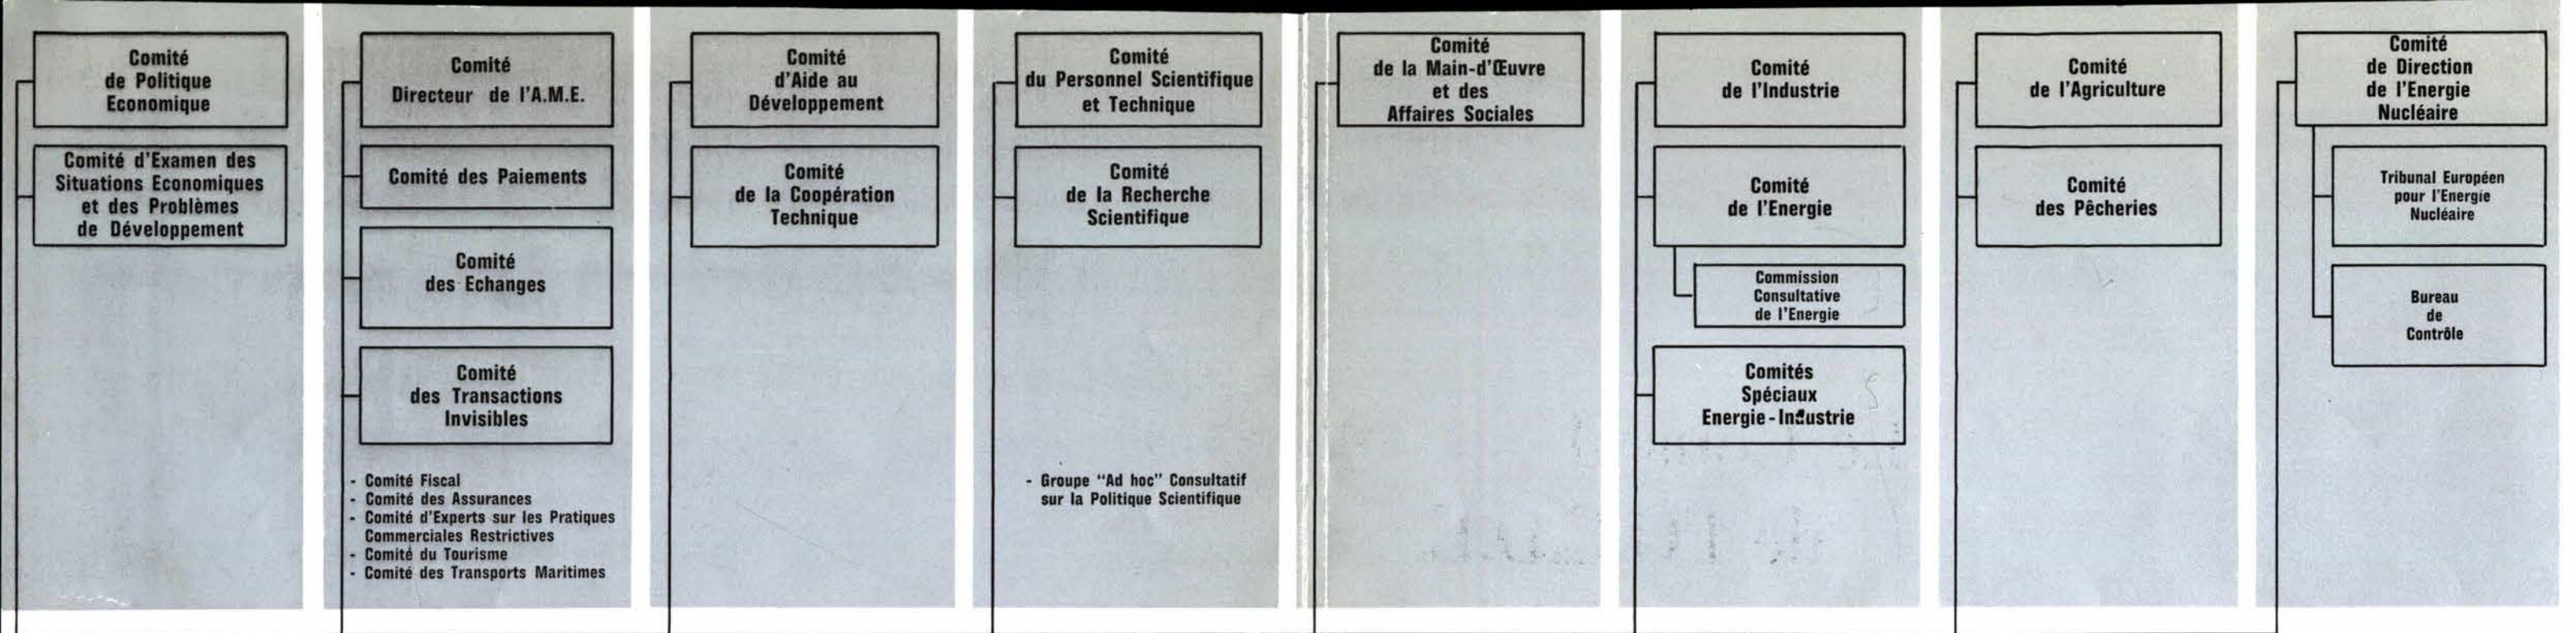 Comité
de Politique
Economique
Comité d'Examen des
Situations Economiques
et des Problèmes
de Développement
Comité
Directeur de l'A.M.E.
Comité des Paiements
Comité
des Echanges
Comité
des Transactions
Invisibles
- Comité Fiscal
- Comité des Assurances
- Comité d'Experts sur les Pratiques
Commerciales Restrictives
- Comité du Tourisme
- Comité des Transports Maritimes
Comité
d'Aide au
Développement
Comité
de la Coopération
Technique
Comité
du Personnel Scientifique
et Technique
Comité
de la Recherche
Scientifique
- Groupe "Ad hoc" Consultatif
sur la Politique Scientifique
Comité
de la Main-d'Œuvre
et des
Affaires Sociales
Comité
de l'Industrie
Comité
de l'Energie
Commission
Consultative
de l'Energie
Comités
Spéciaux
Energie-Industrie
Comité
de l'Agriculture
Comité
des Pêcheries
Comité
de Direction
de l'Energie
Nucléaire
Tribunal Européen
pour l'Energie
Nucléaire
Bureau
de
Contrôle